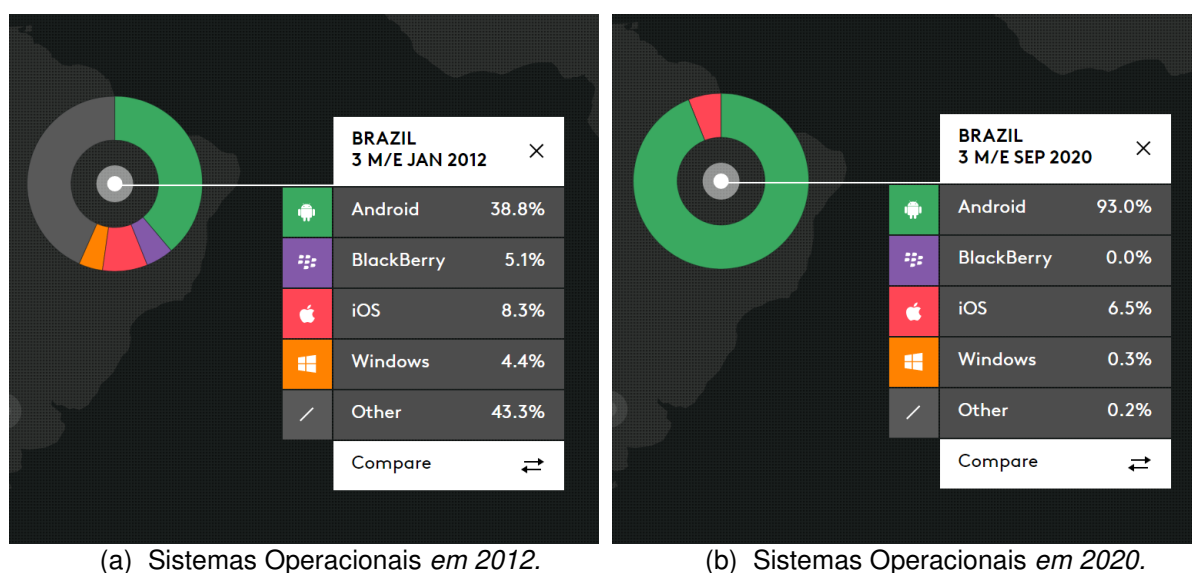 BRAZIL
3 M/E JAN 2012
Android 38.8%
BlackBerry 5.1%
iOS 8.3%
Windows 4.4%
Other 43.3%
Compare
(a) Sistemas Operacionais em 2012.
BRAZIL
3 M/E SEP 2020
Android 93.0%
BlackBerry 0.0%
iOS 6.5%
Windows 0.3%
Other 0.2%
Compare
(b) Sistemas Operacionais em 2020.